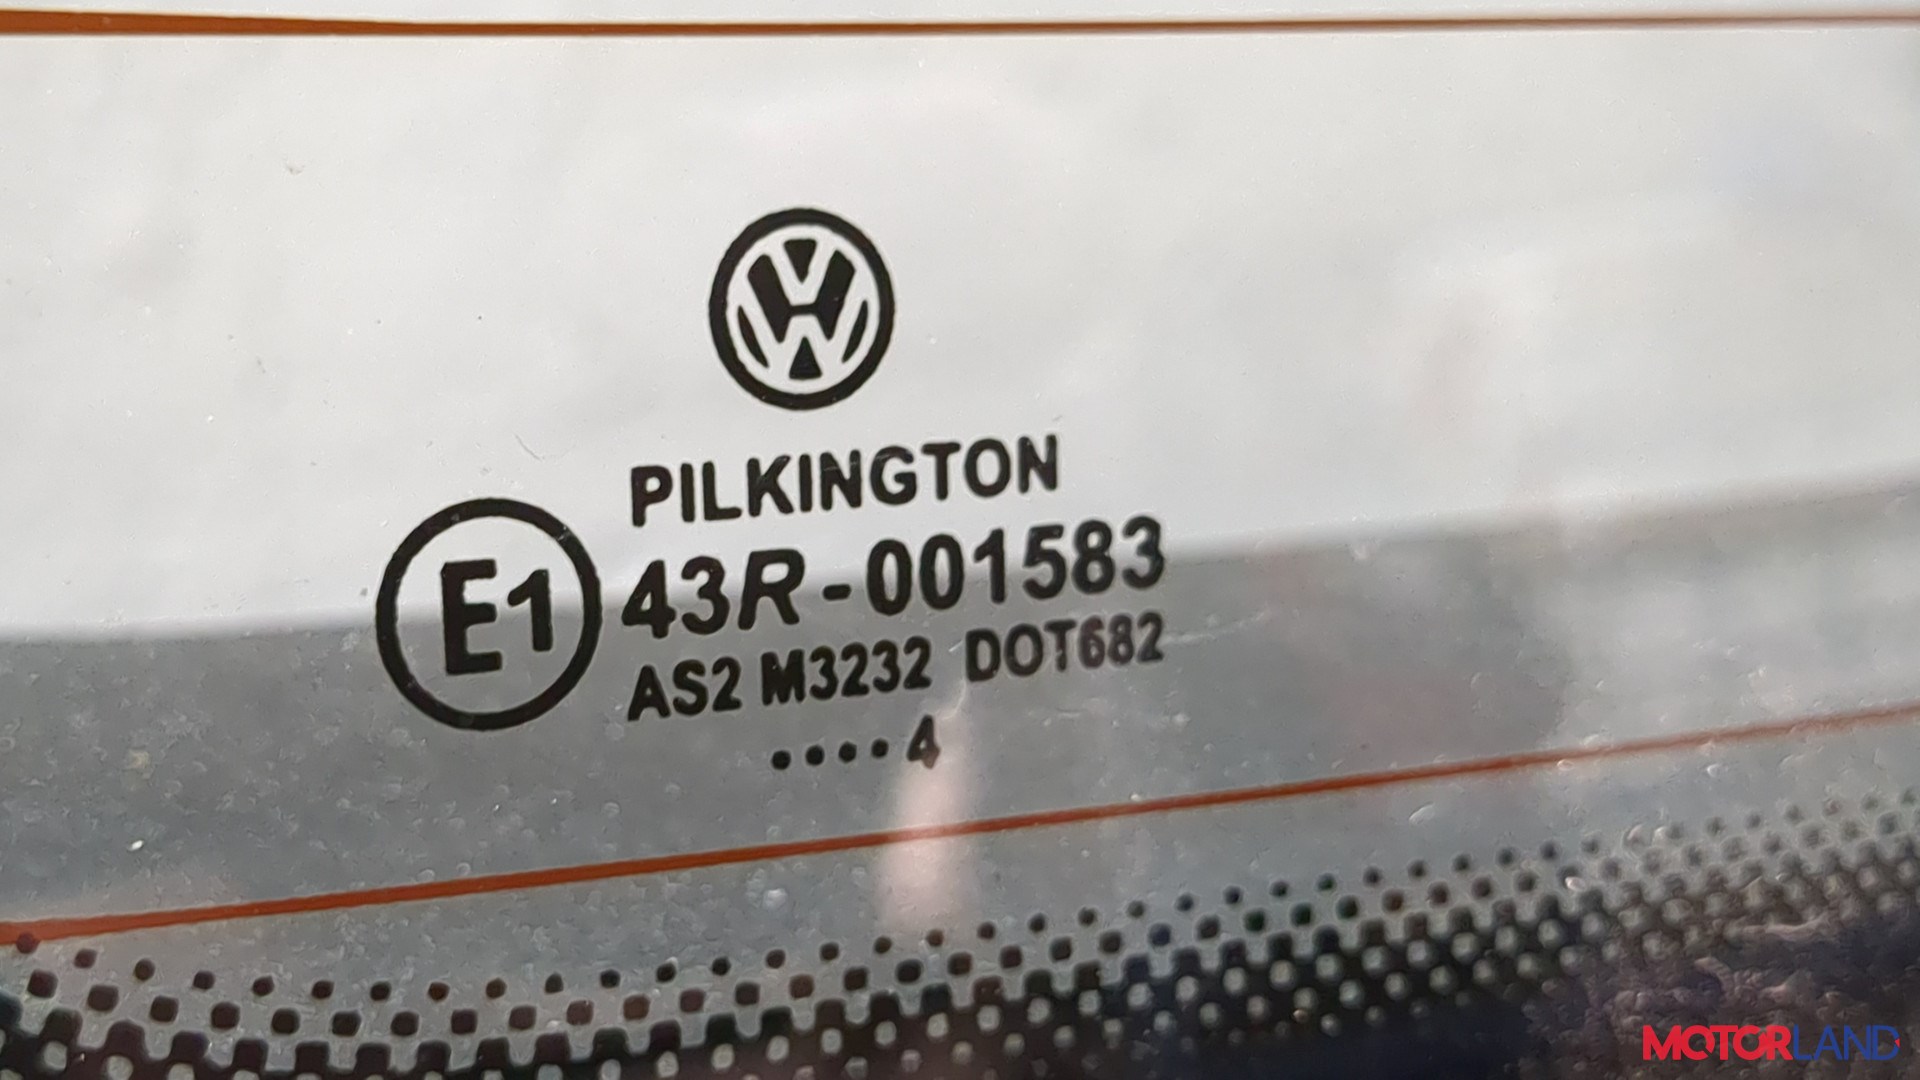 PILKINGTON
E1 43R-001583
AS2 M3232 DOT682
····4
MOTORLAND